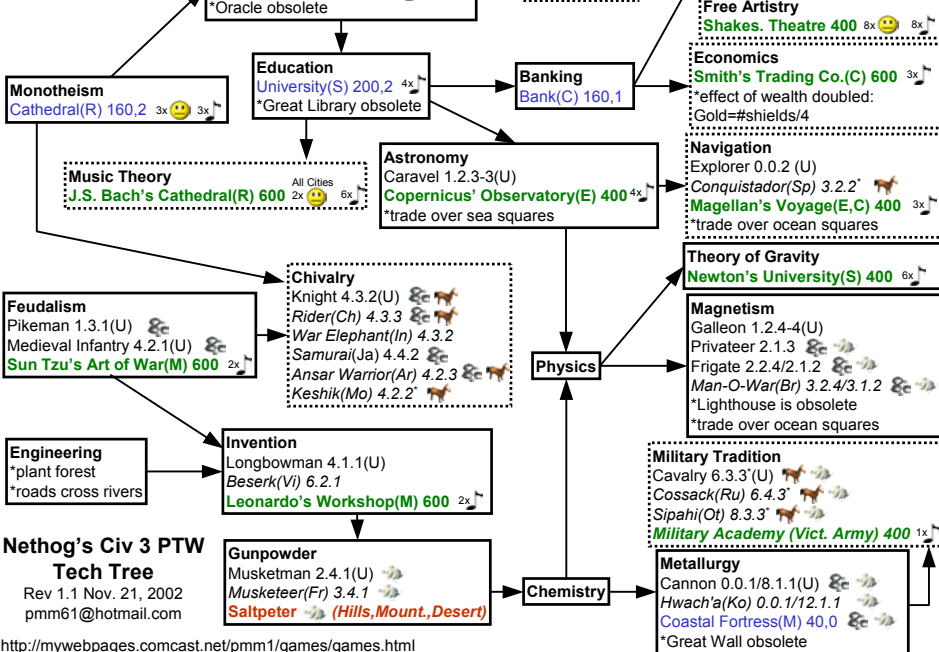 *Oracle obsolete
Free Artistry
Shakes. Theatre 400 8x 8x
Education
University(S) 200,2 4x
*Great Library obsolete
Banking
Bank(C) 160,1
Economics
Smith's Trading Co.(C) 600 3x
*effect of wealth doubled:
Gold=#shields/4
Monotheism
Cathedral(R) 160,2 3x 3x
Music Theory
J.S. Bach's Cathedral(R) 600 All Cities 2x 6x
Astronomy
Caravel 1.2.3-3(U)
Copernicus' Observatory(E) 400 4x
*trade over sea squares
Navigation
Explorer 0.0.2 (U)
Conquistador(Sp) 3.2.2*
Magellan's Voyage(E,C) 400 3x
*trade over ocean squares
Theory of Gravity
Newton's University(S) 400 6x
Chivalry
Knight 4.3.2(U)
Rider(Ch) 4.3.3
War Elephant(In) 4.3.2
Samurai(Ja) 4.4.2
Ansar Warrior(Ar) 4.2.3
Keshik(Mo) 4.2.2*
Feudalism
Pikeman 1.3.1(U)
Medieval Infantry 4.2.1(U)
Sun Tzu's Art of War(M) 600 2x
Physics
Magnetism
Galleon 1.2.4-4(U)
Privateer 2.1.3
Frigate 2.2.4/2.1.2
Man-O-War(Br) 3.2.4/3.1.2
*Lighthouse is obsolete
*trade over ocean squares
Engineering
*plant forest
*roads cross rivers
Invention
Longbowman 4.1.1(U)
Beserk(Vi) 6.2.1
Leonardo's Workshop(M) 600 2x
Military Tradition
Cavalry 6.3.3*(U)
Cossack(Ru) 6.4.3*
Sipahi(Ot) 8.3.3*
Military Academy (Vict. Army) 400 1x
Nethog's Civ 3 PTW
Tech Tree
Rev 1.1 Nov. 21, 2002
pmm61@hotmail.com
Gunpowder
Musketman 2.4.1(U)
Musketeer(Fr) 3.4.1
Saltpeter (Hills,Mount.,Desert)
Chemistry
Metallurgy
Cannon 0.0.1/8.1.1(U)
Hwach'a(Ko) 0.0.1/12.1.1
Coastal Fortress(M) 40,0
*Great Wall obsolete
http://mywebpages.comcast.net/pmm1/games/games.html